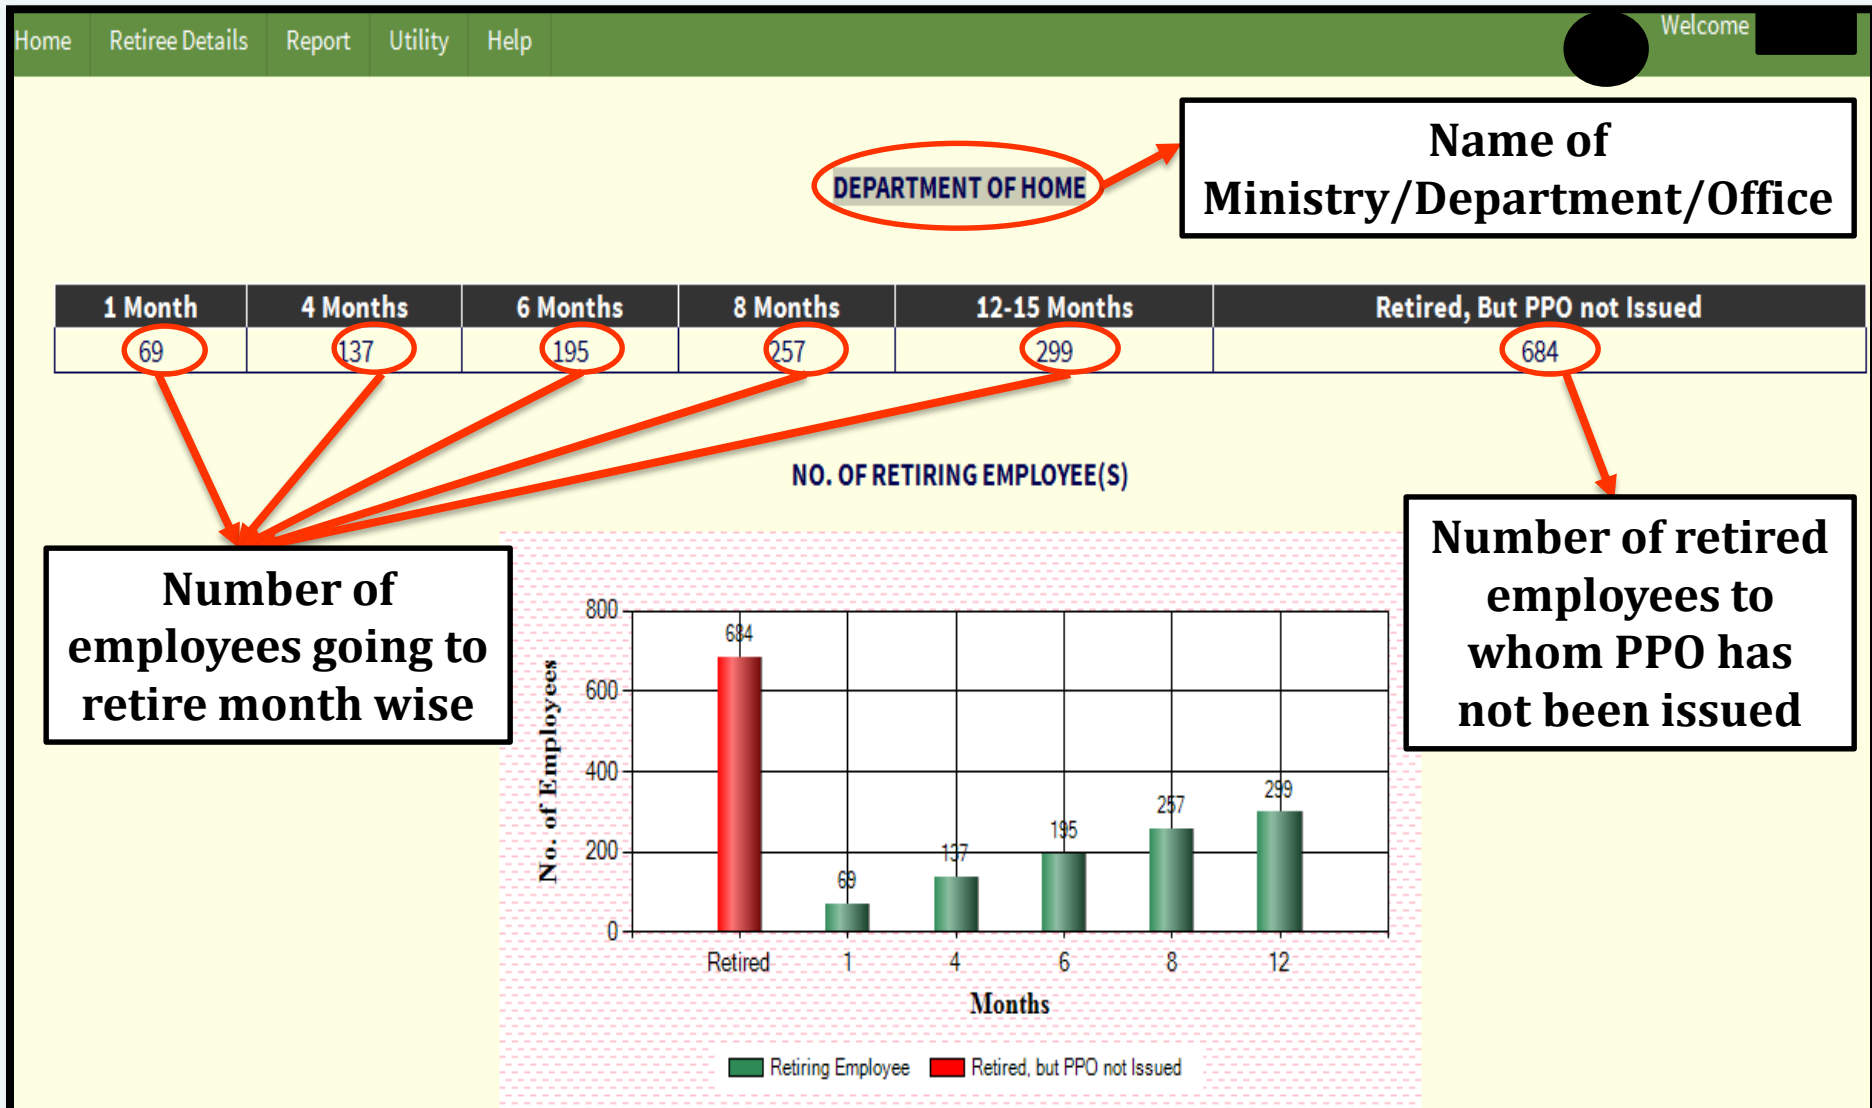 Home Retiree Details Report Utility Help Welcome
Name of
Ministry/Department/Office
DEPARTMENT OF HOME
1 Month 4 Months 6 Months 8 Months 12-15 Months Retired, But PPO not Issued
69 137 195 257 299 684
NO. OF RETIRING EMPLOYEE(S)
Number of
employees going to
retire month wise
Number of retired
employees to
whom PPO has
not been issued
No. of Employees
800
600
400
200
0
684
69
137
195
257
299
Retired 1 4 6 8 12
Months
Retiring Employee Retired, but PPO not Issued